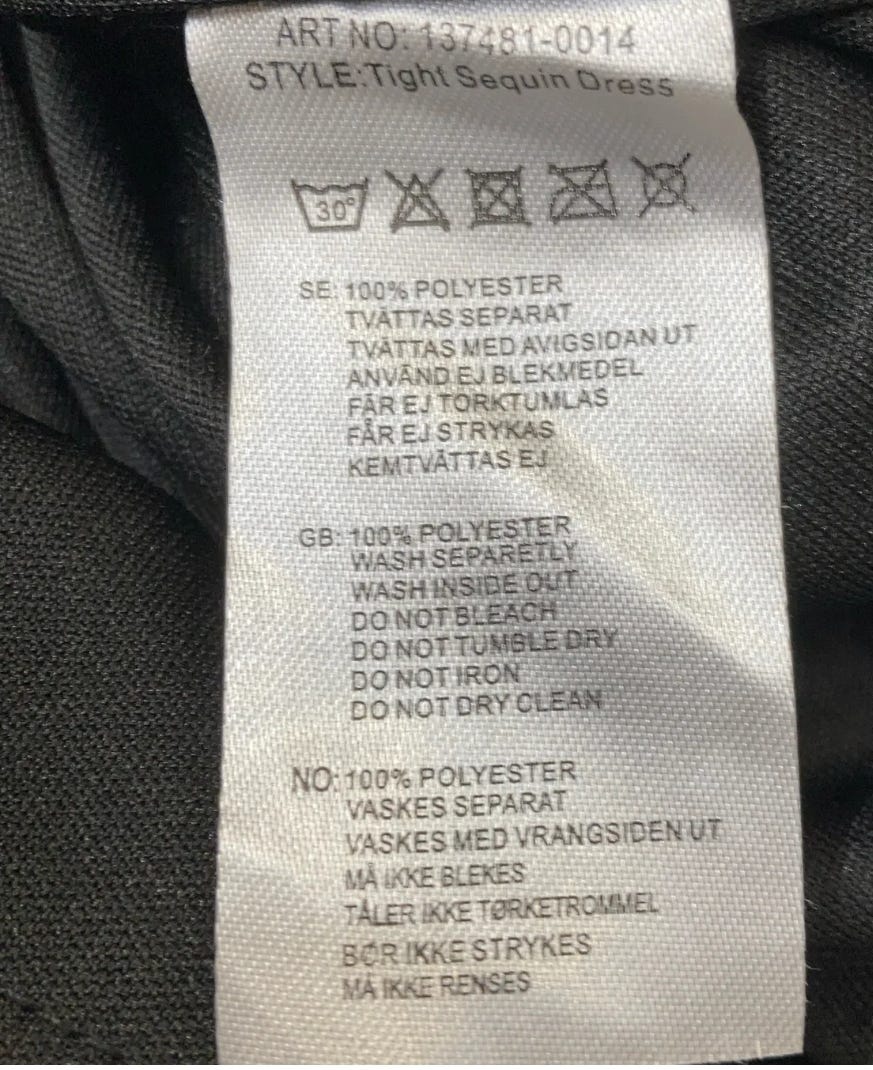 ART NO: 137481-0014
STYLE:Tight Sequin Dress
30°
SE: 100% POLYESTER
TVÄTTAS SEPARAT
TVÄTTAS MED AVIGSIDAN UT
ANVÄND EJ BLEKMEDEL
FÅR EJ TORKTUMLAS
FÅR EJ STRYKAS
KEMTVÄTTAS EJ
GB: 100% POLYESTER
WASH SEPARETLY
WASH INSIDE OUT
DO NOT BLEACH
DO NOT TUMBLE DRY
DO NOT IRON
DO NOT DRY CLEAN
NO: 100% POLYESTER
VASKES SEPARAT
VASKES MED VRANGSIDEN UT
MÅ IKKE BLEKES
TÅLER IKKE TØRKETROMMEL
BØR IKKE STRYKES
MÅ IKKE RENSES